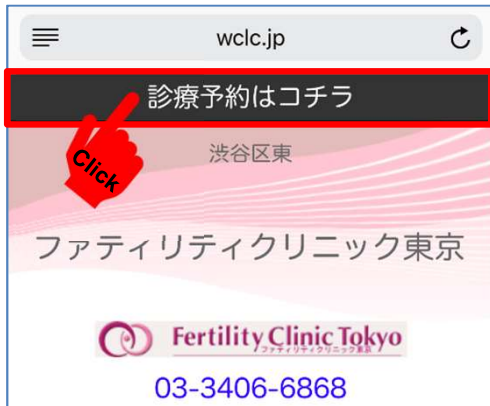 wclc.jp
診療予約はコチラ
Click
渋谷区東
ファティリティクリニック東京
Fertility Clinic Tokyo
ファティリティクリニック東京
03-3406-6868